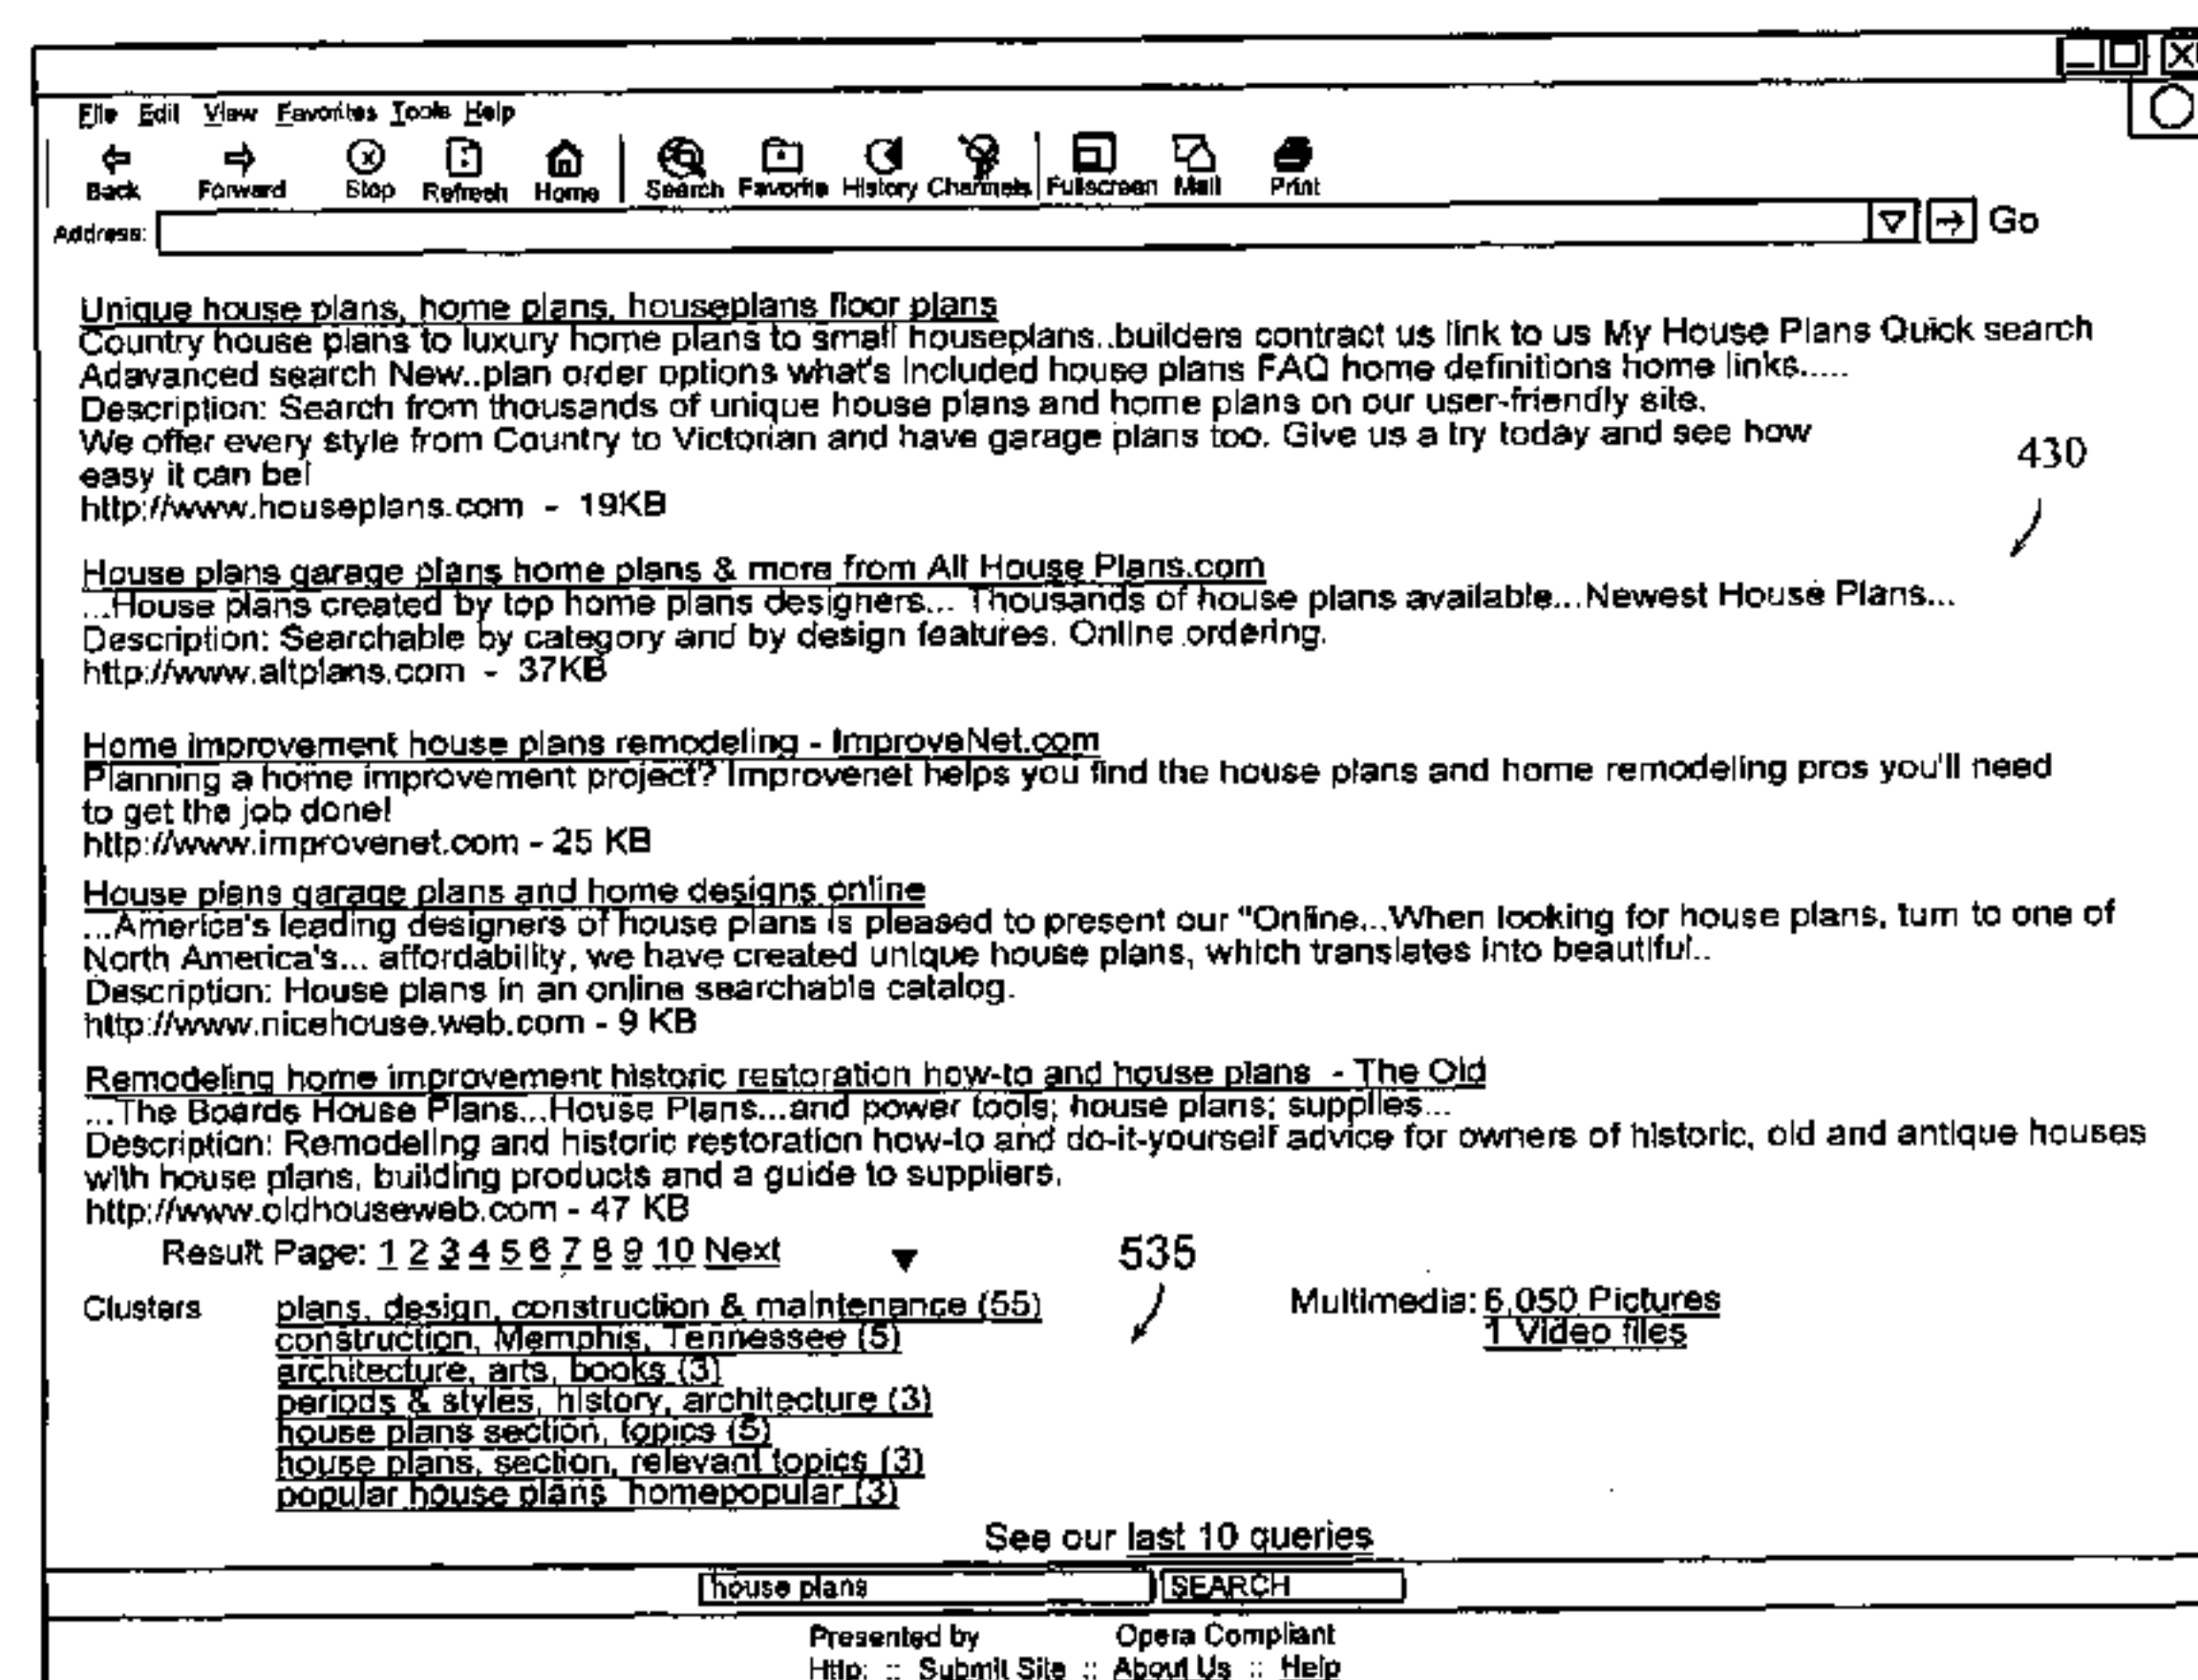 File Edit View Favorites Tools Help
Back Forward Stop Refresh Home Search Favorite History Channels Fullscreen Mail Print
Address: Go
Unique house plans, home plans, houseplans floor plans
Country house plans to luxury home plans to small houseplans..builders contract us link to us My House Plans Quick search
Adavanced search New..plan order options what's Included house plans FAQ home definitions home links.....
Description: Search from thousands of unique house plans and home plans on our user-friendly site.
We offer every style from Country to Victorian and have garage plans too. Give us a try today and see how
easy it can be!
http://www.houseplans.com - 19KB
430
House plans garage plans home plans & more from Alt House Plans.com
...House plans created by top home plans designers... Thousands of house plans available...Newest House Plans...
Description: Searchable by category and by design features. Online ordering.
http://www.altplans.com - 37KB
Home improvement house plans remodeling - ImproveNet.com
Planning a home improvement project? Improvenet helps you find the house plans and home remodeling pros you'll need
to get the job done!
http://www.improvenet.com - 25 KB
House plans garage plans and home designs online
...America's leading designers of house plans is pleased to present our "Online...When looking for house plans, turn to one of
North America's... affordability, we have created unique house plans, which translates into beautiful..
Description: House plans in an online searchable catalog.
http://www.nicehouse.web.com - 9 KB
Remodeling home improvement historic restoration how-to and house plans - The Old
...The Boards House Plans...House Plans...and power tools; house plans; supplies...
Description: Remodeling and historic restoration how-to and do-it-yourself advice for owners of historic, old and antique houses
with house plans, building products and a guide to suppliers.
http://www.oldhouseweb.com - 47 KB
Result Page: 1 2 3 4 5 6 7 8 9 10 Next
535
Clusters plans, design, construction & maintenance (55) Multimedia: 6,050 Pictures
construction, Memphis, Tennessee (5) 1 Video files
architecture, arts, books (3)
periods & styles, history, architecture (3)
house plans section, topics (5)
house plans, section, relevant topics (3)
popular house plans homepopular (3)
See our last 10 queries
house plans SEARCH
Presented by Opera Compliant
Http: :: Submit Site :: About Us :: Help